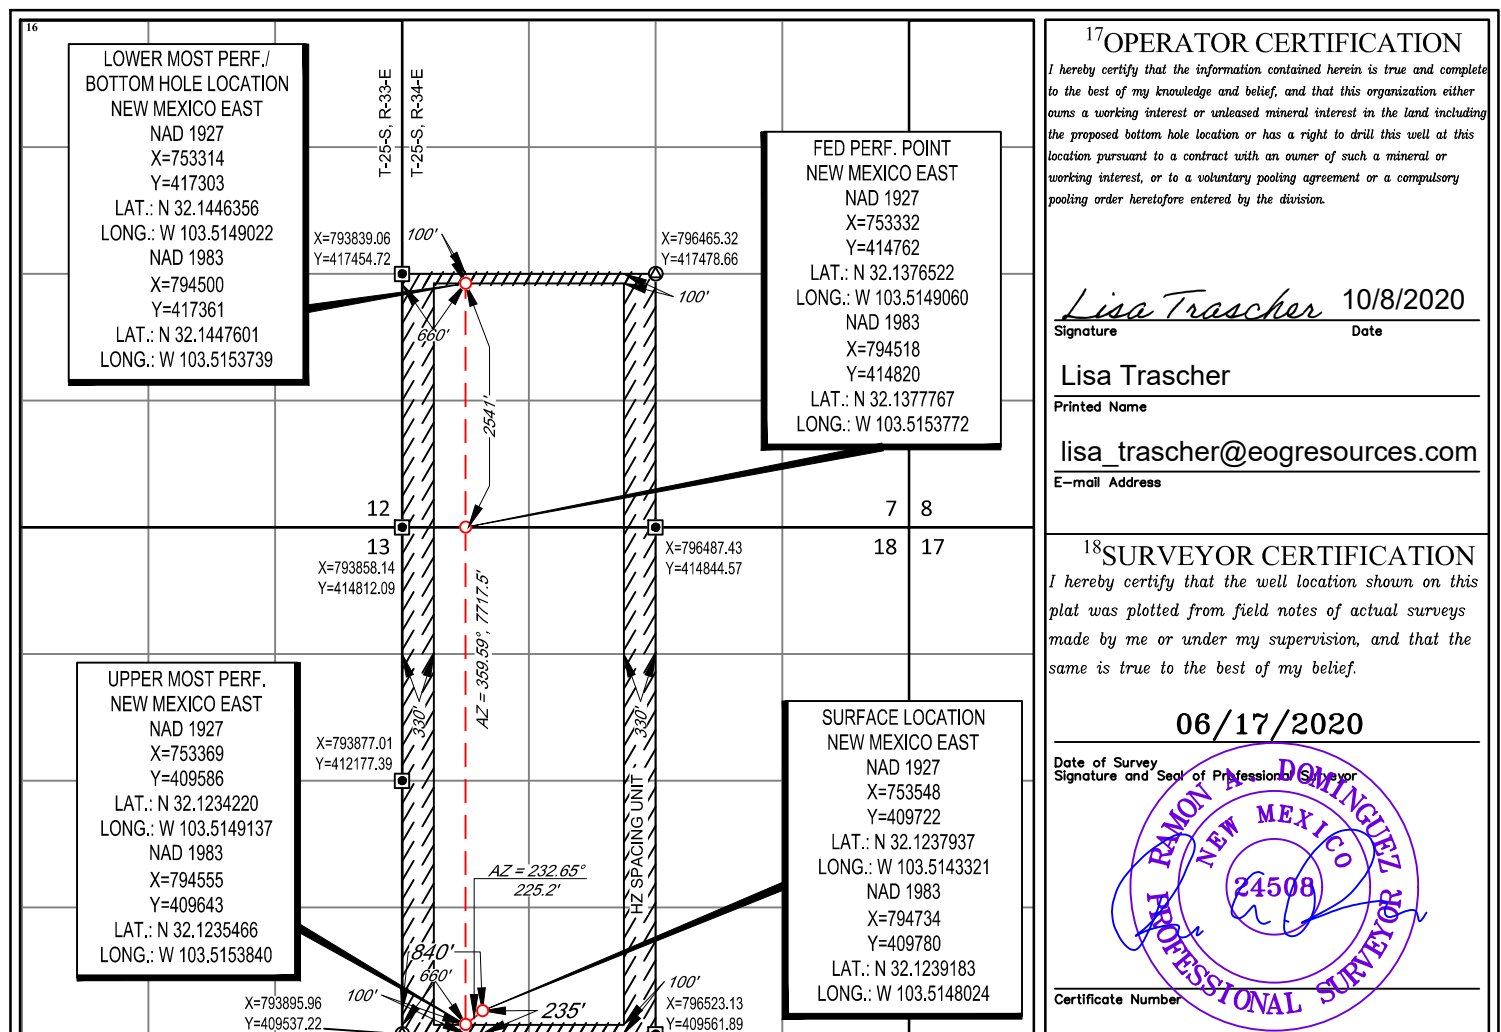 16
LOWER MOST PERF./
BOTTOM HOLE LOCATION
NEW MEXICO EAST
NAD 1927
X=753314
Y=417303
LAT.: N 32.1446356
LONG.: W 103.5149022
NAD 1983
X=794500
Y=417361
LAT.: N 32.1447601
LONG.: W 103.5153739
T-25-S, R-33-E
T-25-S, R-34-E
FED PERF. POINT
NEW MEXICO EAST
NAD 1927
X=753332
Y=414762
LAT.: N 32.1376522
LONG.: W 103.5149060
NAD 1983
X=794518
Y=414820
LAT.: N 32.1377767
LONG.: W 103.5153772
X=793839.06
Y=417454.72
100'
X=796465.32
Y=417478.66
100'
660'
2541'
12
13
7
8
18
17
X=793858.14
Y=414812.09
X=796487.43
Y=414844.57
AZ = 359.59°, 7717.5'
330'
330'
UPPER MOST PERF.
NEW MEXICO EAST
NAD 1927
X=753369
Y=409586
LAT.: N 32.1234220
LONG.: W 103.5149137
NAD 1983
X=794555
Y=409643
LAT.: N 32.1235466
LONG.: W 103.5153840
X=793877.01
Y=412177.39
HZ SPACING UNIT
SURFACE LOCATION
NEW MEXICO EAST
NAD 1927
X=753548
Y=409722
LAT.: N 32.1237937
LONG.: W 103.5143321
NAD 1983
X=794734
Y=409780
LAT.: N 32.1239183
LONG.: W 103.5148024
AZ = 232.65°
225.2'
840'
660'
100'
235'
100'
X=793895.96
Y=409537.22
X=796523.13
Y=409561.89
17OPERATOR CERTIFICATION
I hereby certify that the information contained herein is true and complete
to the best of my knowledge and belief, and that this organization either
owns a working interest or unleased mineral interest in the land including
the proposed bottom hole location or has a right to drill this well at this
location pursuant to a contract with an owner of such a mineral or
working interest, or to a voluntary pooling agreement or a compulsory
pooling order heretofore entered by the division.
Lisa Trascher 10/8/2020
Signature Date
Lisa Trascher
Printed Name
lisa_trascher@eogresources.com
E-mail Address
18SURVEYOR CERTIFICATION
I hereby certify that the well location shown on this
plat was plotted from field notes of actual surveys
made by me or under my supervision, and that the
same is true to the best of my belief.
06/17/2020
Date of Survey
Signature and Seal of Professional Surveyor
RAMON A. DOMINGUEZ
NEW MEXICO
24508
PROFESSIONAL SURVEYOR
Certificate Number